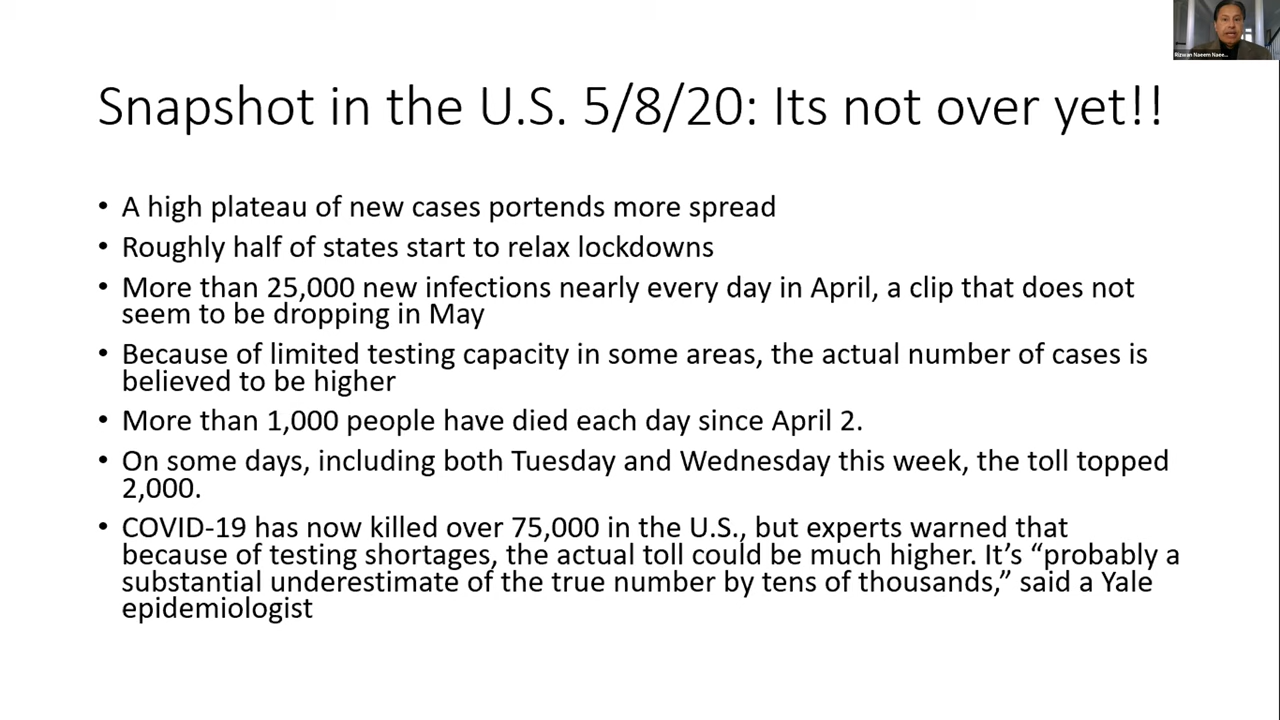 Rizwan Naeem Naee...
Snapshot in the U.S. 5/8/20: Its not over yet!!
• A high plateau of new cases portends more spread
• Roughly half of states start to relax lockdowns
• More than 25,000 new infections nearly every day in April, a clip that does not
seem to be dropping in May
• Because of limited testing capacity in some areas, the actual number of cases is
believed to be higher
• More than 1,000 people have died each day since April 2.
• On some days, including both Tuesday and Wednesday this week, the toll topped
2,000.
• COVID-19 has now killed over 75,000 in the U.S., but experts warned that
because of testing shortages, the actual toll could be much higher. It’s “probably a
substantial underestimate of the true number by tens of thousands,” said a Yale
epidemiologist